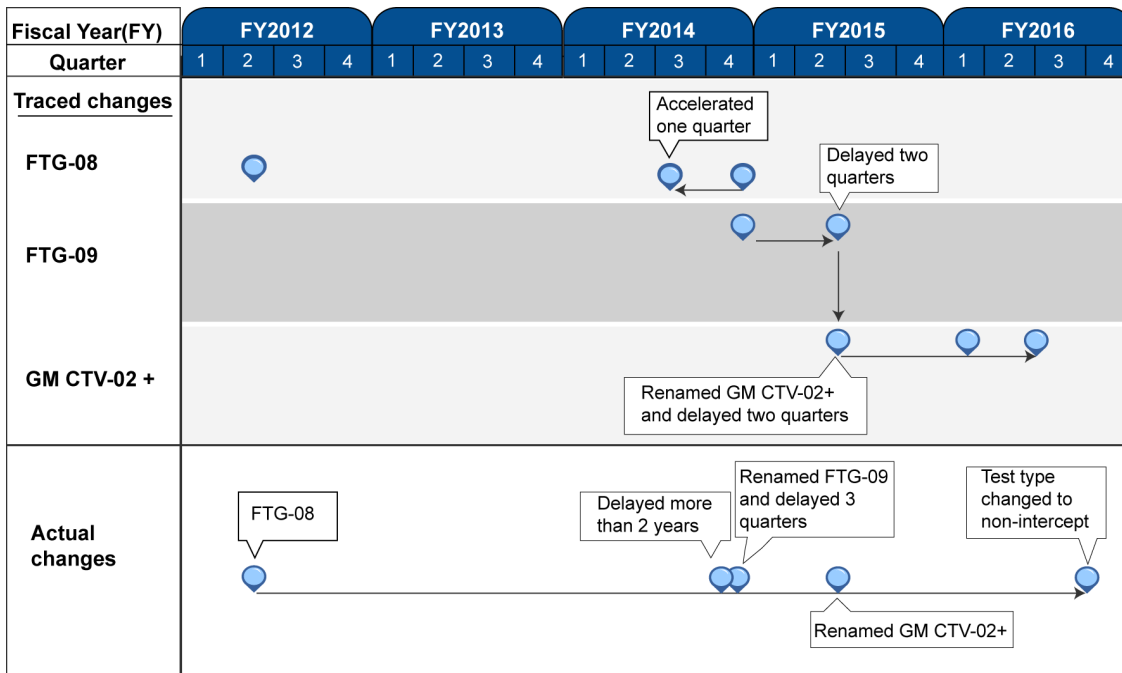 Fiscal Year(FY) FY2012 FY2013 FY2014 FY2015 FY2016
Quarter 1 2 3 4 1 2 3 4 1 2 3 4 1 2 3 4 1 2 3 4
Traced changes
Accelerated
one quarter
FTG-08
Delayed two
quarters
FTG-09
GM CTV-02 +
Renamed GM CTV-02+
and delayed two quarters
Actual
changes
FTG-08
Delayed more
than 2 years
Renamed FTG-09
and delayed 3
quarters
Test type
changed to
non-intercept
Renamed GM CTV-02+